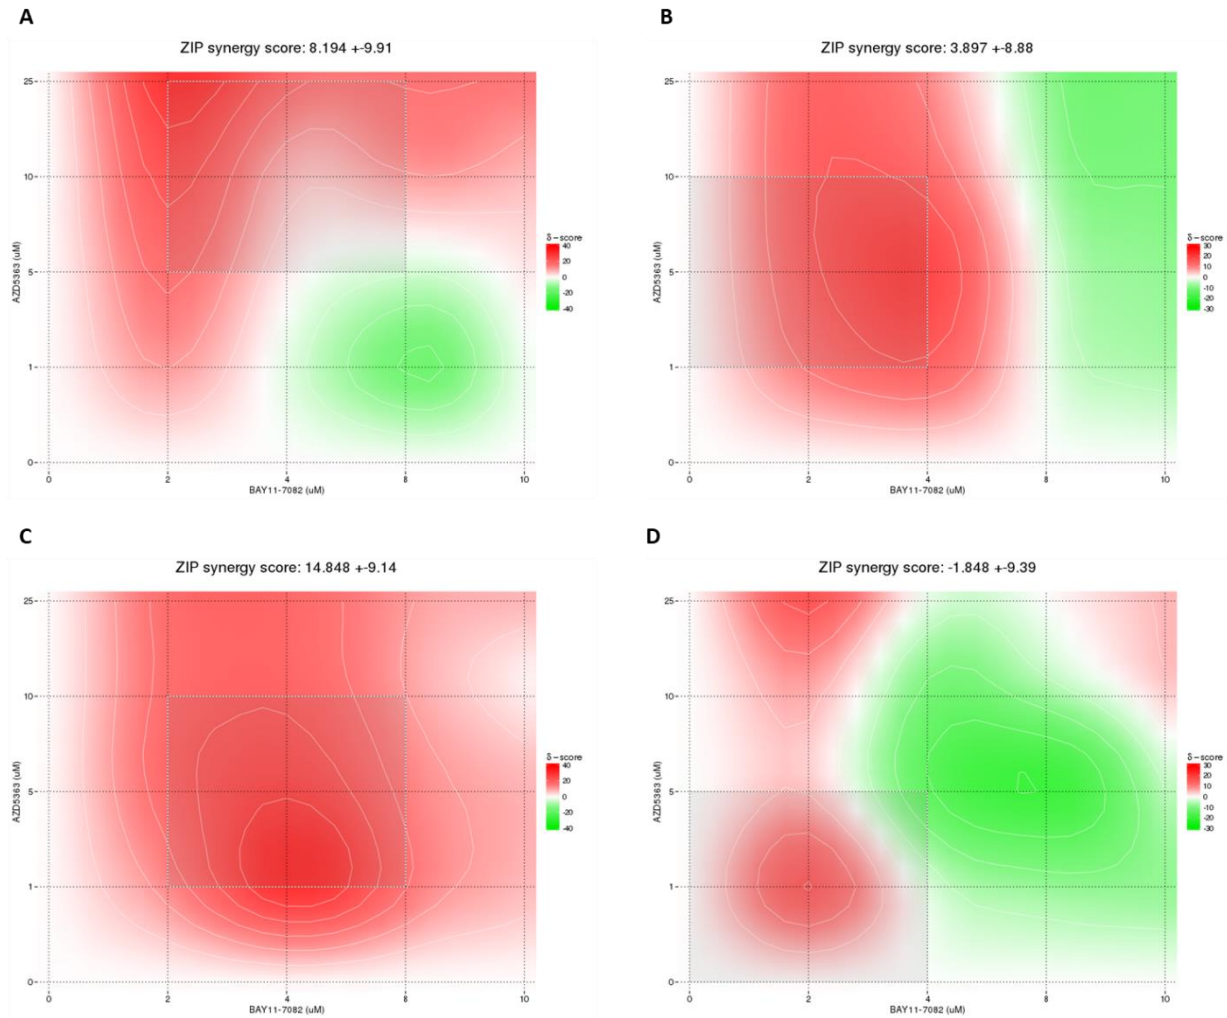 A
ZIP synergy score: 8.194 +-9.91
25
10
5
1
0
AZD5363 (uM)
0 2 4 8 10
BAY11-7082 (uM)
δ-score
40
20
0
-20
-40
B
ZIP synergy score: 3.897 +-8.88
25
10
5
1
0
AZD5363 (uM)
0 2 4 8 10
BAY11-7082 (uM)
δ-score
30
20
10
0
-10
-20
-30
C
ZIP synergy score: 14.848 +-9.14
25
10
5
1
0
AZD5363 (uM)
0 2 4 8 10
BAY11-7082 (uM)
δ-score
40
20
0
-20
-40
D
ZIP synergy score: -1.848 +-9.39
25
10
5
1
0
AZD5363 (uM)
0 2 4 8 10
BAY11-7082 (uM)
δ-score
30
20
10
0
-10
-20
-30